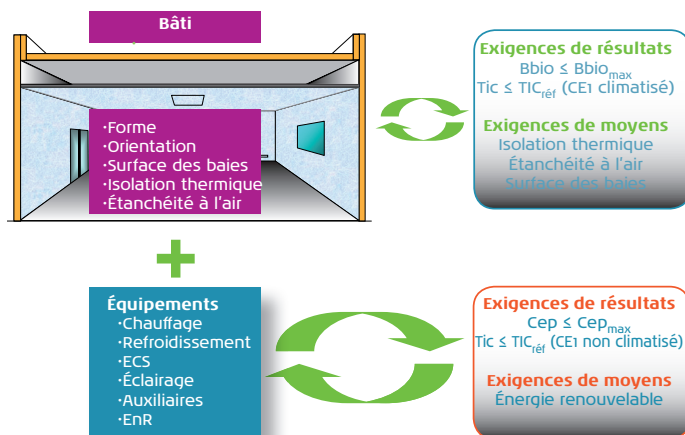 Bâti
·Forme
·Orientation
·Surface des baies
·Isolation thermique
·Étanchéité à l'air
Exigences de résultats
Bbio ≤ Bbiomax
Tic ≤ TICréf (CE1 climatisé)
Exigences de moyens
Isolation thermique
Étanchéité à l'air
Surface des baies
+
Équipements
·Chauffage
·Refroidissement
·ECS
·Éclairage
·Auxiliaires
·EnR
Exigences de résultats
Cep ≤ Cepmax
Tic ≤ TICréf (CE1 non climatisé)
Exigences de moyens
Énergie renouvelable